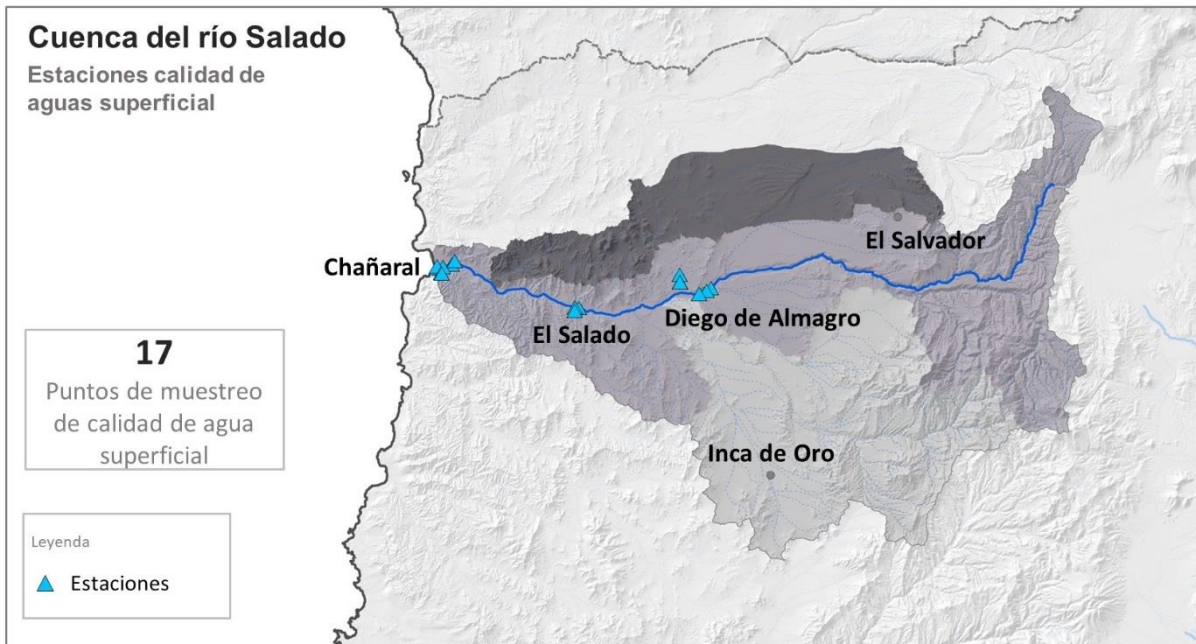 Cuenca del río Salado
Estaciones calidad de
aguas superficial
El Salvador
Chañaral
El Salado
Diego de Almagro
Inca de Oro
17
Puntos de muestreo
de calidad de agua
superficial
Leyenda
Estaciones